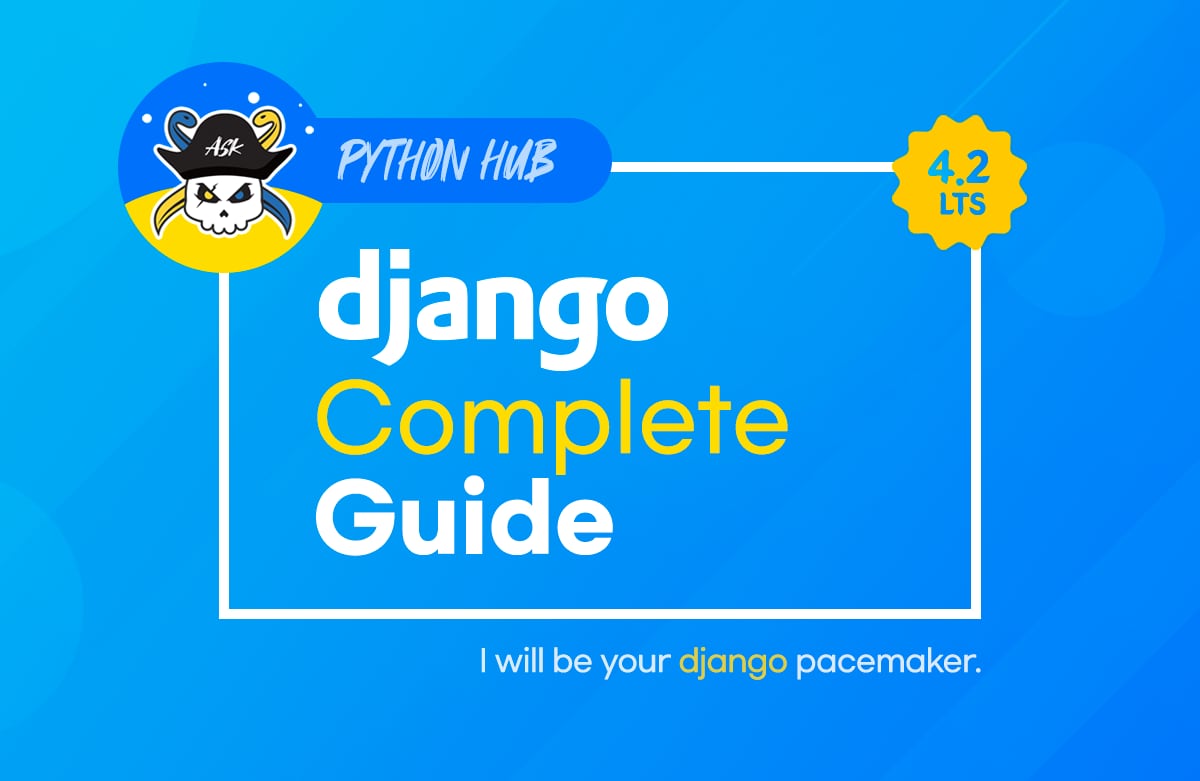 ASK
PYTHON HUB
4.2
LTS
django
Complete
Guide
I will be your django pacemaker.